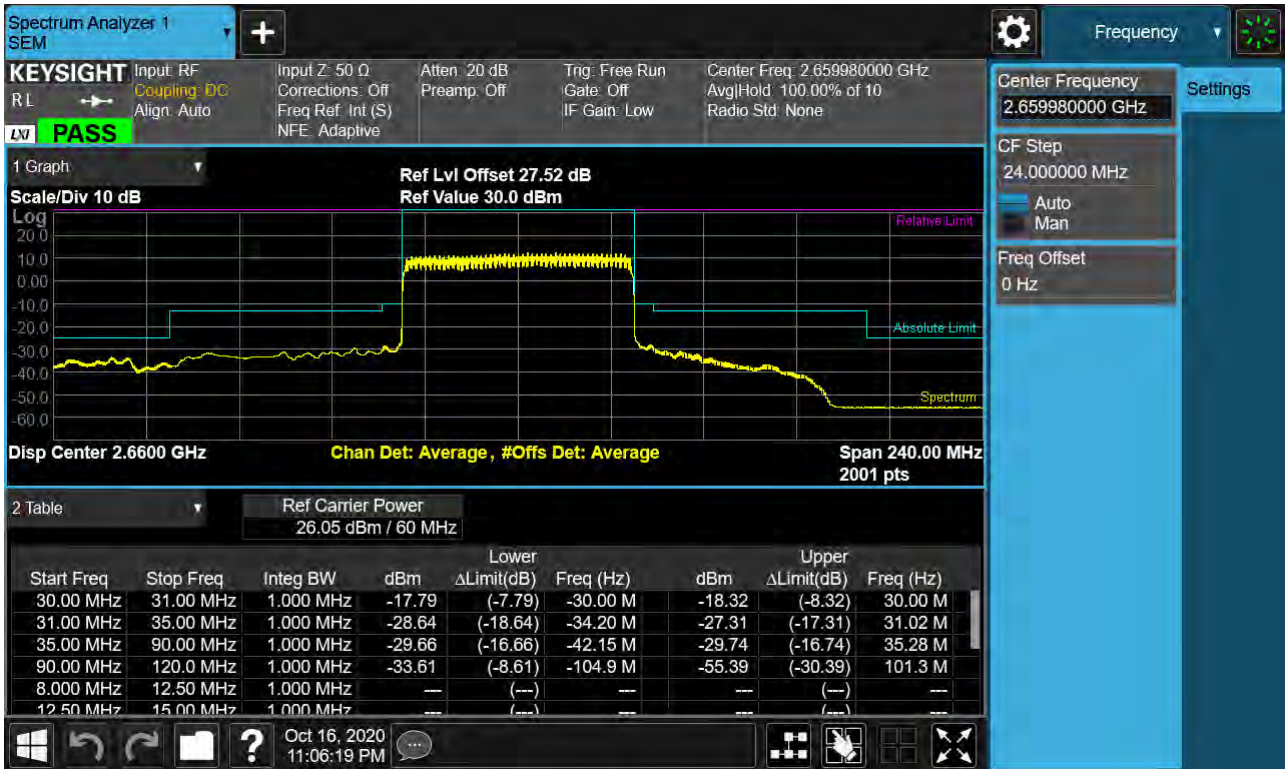 Spectrum Analyzer 1
SEM
Frequency
KEYSIGHT
Input: RF
Coupling: DC
Align: Auto
Input Z: 50 Ω
Corrections: Off
Freq Ref: Int (S)
NFE: Adaptive
Atten: 20 dB
Preamp: Off
Trig: Free Run
Gate: Off
IF Gain: Low
Center Freq: 2.659980000 GHz
Avg|Hold: 100.00% of 10
Radio Std: None
R L
LXI PASS
Center Frequency
2.659980000 GHz
Settings
CF Step
24.000000 MHz
Auto
Man
Freq Offset
0 Hz
1 Graph
Ref Lvl Offset 27.52 dB
Scale/Div 10 dB
Ref Value 30.0 dBm
Log
Relative Limit
20.0
10.0
0.00
-10.0
-20.0
Absolute Limit
-30.0
-40.0
-50.0
Spectrum
-60.0
Disp Center 2.6600 GHz
Chan Det: Average, #Offs Det: Average
Span 240.00 MHz
2001 pts
2 Table
Ref Carrier Power
26.05 dBm / 60 MHz
Lower Upper
Start Freq Stop Freq Integ BW dBm ΔLimit(dB) Freq (Hz) dBm ΔLimit(dB) Freq (Hz)
30.00 MHz 31.00 MHz 1.000 MHz -17.79 (-7.79) -30.00 M -18.32 (-8.32) 30.00 M
31.00 MHz 35.00 MHz 1.000 MHz -28.64 (-18.64) -34.20 M -27.31 (-17.31) 31.02 M
35.00 MHz 90.00 MHz 1.000 MHz -29.66 (-16.66) -42.15 M -29.74 (-16.74) 35.28 M
90.00 MHz 120.0 MHz 1.000 MHz -33.61 (-8.61) -104.9 M -55.39 (-30.39) 101.3 M
8.000 MHz 12.50 MHz 1.000 MHz --- (---) --- --- (---) ---
12.50 MHz 15.00 MHz 1.000 MHz --- (---) --- --- (---) ---
Oct 16, 2020
11:06:19 PM